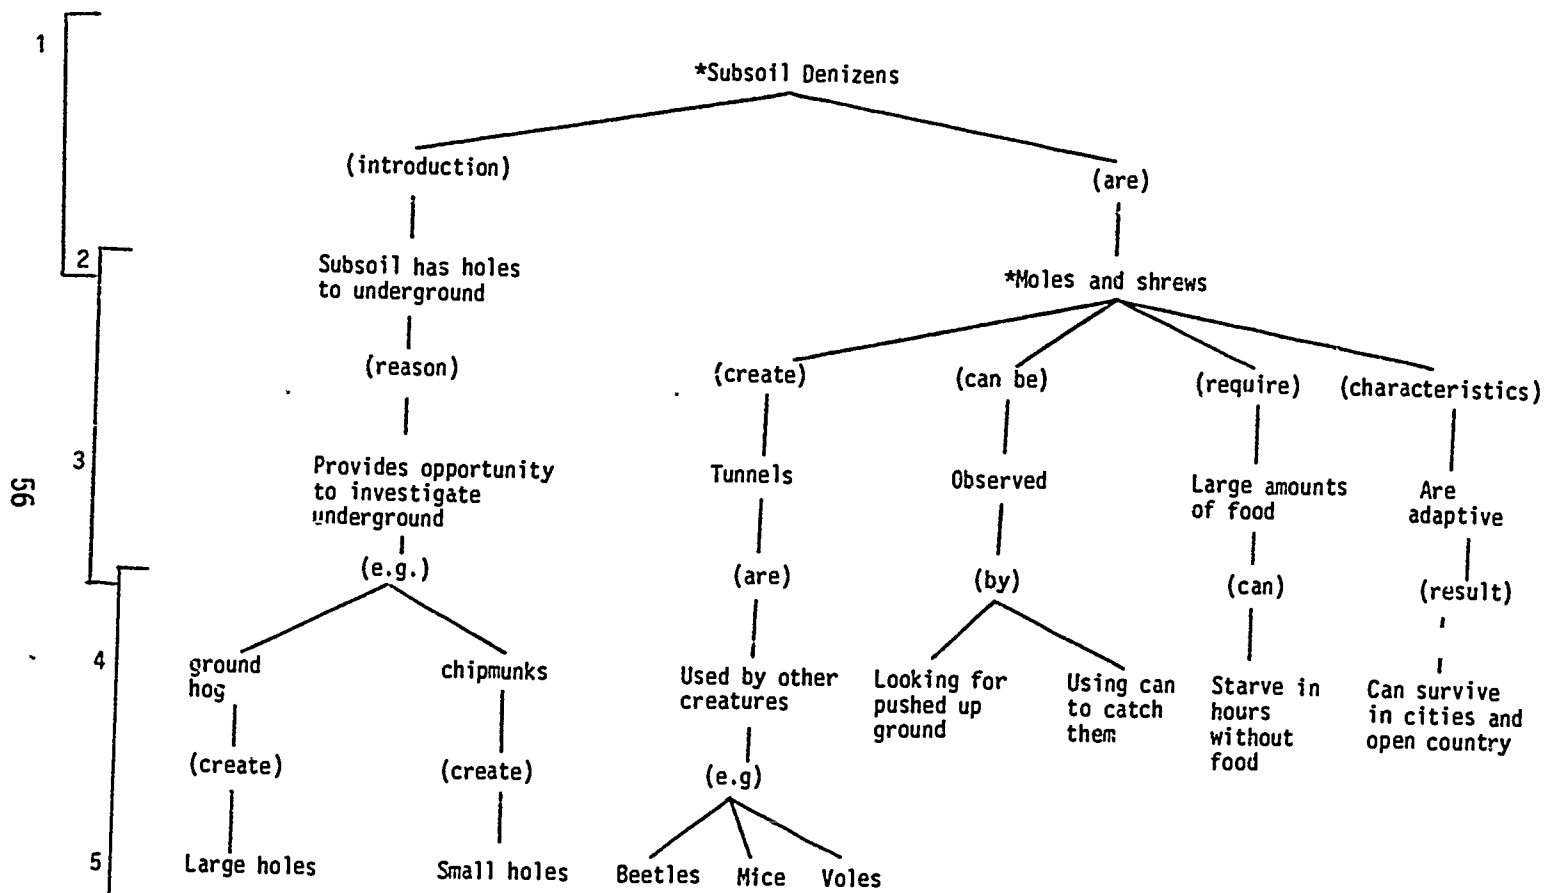 1
*Subsoil Denizens
(introduction)
(are)
2
Subsoil has holes
to underground
*Moles and shrews
(reason)
(create)
(can be)
(require)
(characteristics)
3
Provides opportunity
to investigate
underground
Tunnels
Observed
Large amounts
of food
Are
adaptive
56
(e.g.)
(are)
(by)
(can)
(result)
4
ground
hog
chipmunks
Used by other
creatures
Looking for
pushed up
ground
Using can
to catch
them
Starve in
hours
without
food
Can survive
in cities and
open country
(create)
(create)
(e.g)
5
Large holes
Small holes
Beetles
Mice
Voles